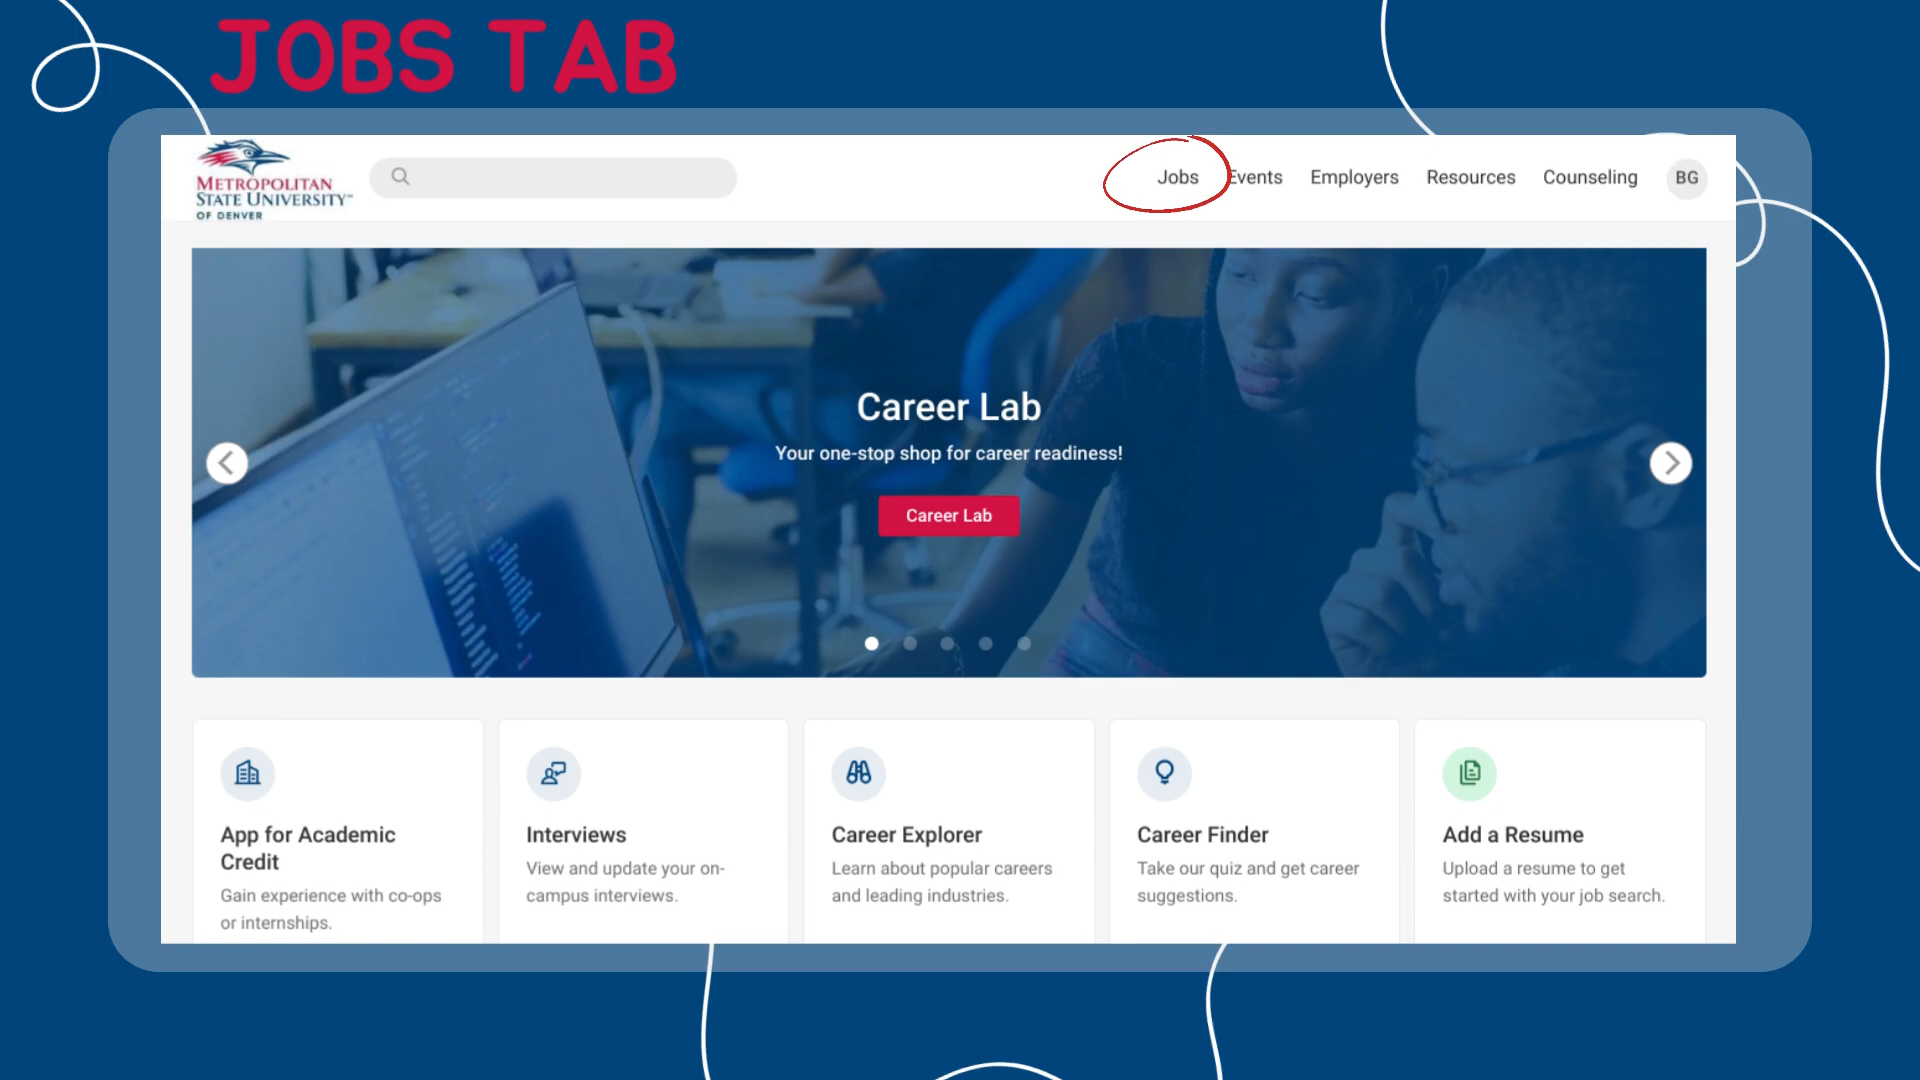 JOBS TAB
METROPOLITAN
STATE UNIVERSITY™
OF DENVER
Jobs
Events
Employers
Resources
Counseling
BG
Career Lab
Your one-stop shop for career readiness!
Career Lab
App for Academic
Credit
Gain experience with co-ops
or internships.
Interviews
View and update your on-
campus interviews.
Career Explorer
Learn about popular careers
and leading industries.
Career Finder
Take our quiz and get career
suggestions.
Add a Resume
Upload a resume to get
started with your job search.